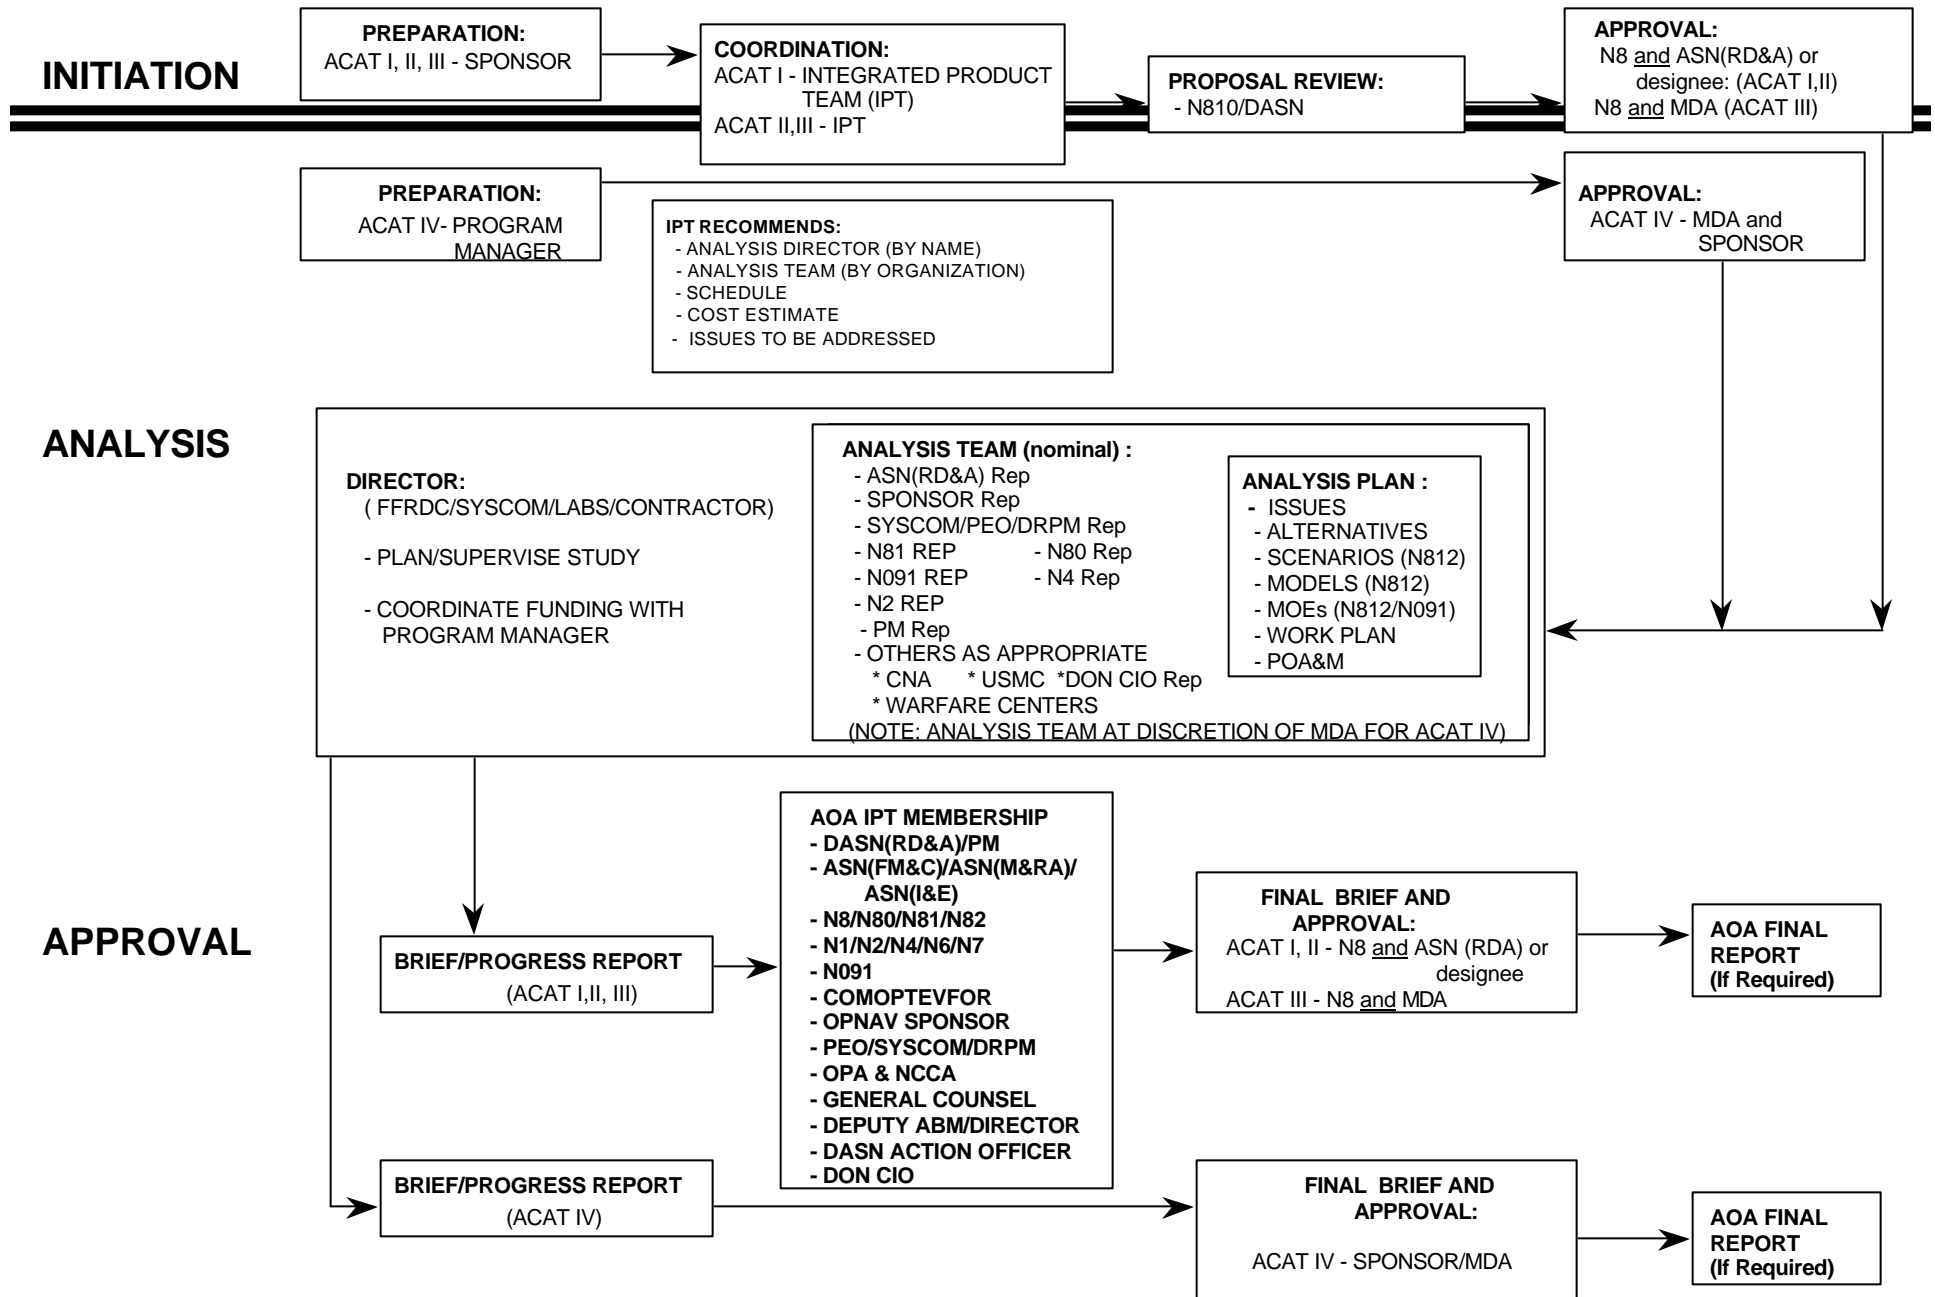 INITIATION
PREPARATION:
ACAT I, II, III - SPONSOR
COORDINATION:
ACAT I - INTEGRATED PRODUCT
TEAM (IPT)
ACAT II,III - IPT
PROPOSAL REVIEW:
- N810/DASN
APPROVAL:
N8 and ASN(RD&A) or
designee: (ACAT I,II)
N8 and MDA (ACAT III)
PREPARATION:
ACAT IV- PROGRAM
MANAGER
IPT RECOMMENDS:
- ANALYSIS DIRECTOR (BY NAME)
- ANALYSIS TEAM (BY ORGANIZATION)
- SCHEDULE
- COST ESTIMATE
- ISSUES TO BE ADDRESSED
APPROVAL:
ACAT IV - MDA and
SPONSOR
ANALYSIS
DIRECTOR:
( FFRDC/SYSCOM/LABS/CONTRACTOR)
- PLAN/SUPERVISE STUDY
- COORDINATE FUNDING WITH
PROGRAM MANAGER
ANALYSIS TEAM (nominal) :
- ASN(RD&A) Rep
- SPONSOR Rep
- SYSCOM/PEO/DRPM Rep
- N81 REP - N80 Rep
- N091 REP - N4 Rep
- N2 REP
- PM Rep
- OTHERS AS APPROPRIATE
* CNA * USMC *DON CIO Rep
* WARFARE CENTERS
(NOTE: ANALYSIS TEAM AT DISCRETION OF MDA FOR ACAT IV)
ANALYSIS PLAN :
- ISSUES
- ALTERNATIVES
- SCENARIOS (N812)
- MODELS (N812)
- MOEs (N812/N091)
- WORK PLAN
- POA&M
APPROVAL
BRIEF/PROGRESS REPORT
(ACAT I,II, III)
AOA IPT MEMBERSHIP
- DASN(RD&A)/PM
- ASN(FM&C)/ASN(M&RA)/
ASN(I&E)
- N8/N80/N81/N82
- N1/N2/N4/N6/N7
- N091
- COMOPTEVFOR
- OPNAV SPONSOR
- PEO/SYSCOM/DRPM
- OPA & NCCA
- GENERAL COUNSEL
- DEPUTY ABM/DIRECTOR
- DASN ACTION OFFICER
- DON CIO
FINAL BRIEF AND
APPROVAL:
ACAT I, II - N8 and ASN (RDA) or
designee
ACAT III - N8 and MDA
AOA FINAL
REPORT
(If Required)
BRIEF/PROGRESS REPORT
(ACAT IV)
FINAL BRIEF AND
APPROVAL:
ACAT IV - SPONSOR/MDA
AOA FINAL
REPORT
(If Required)